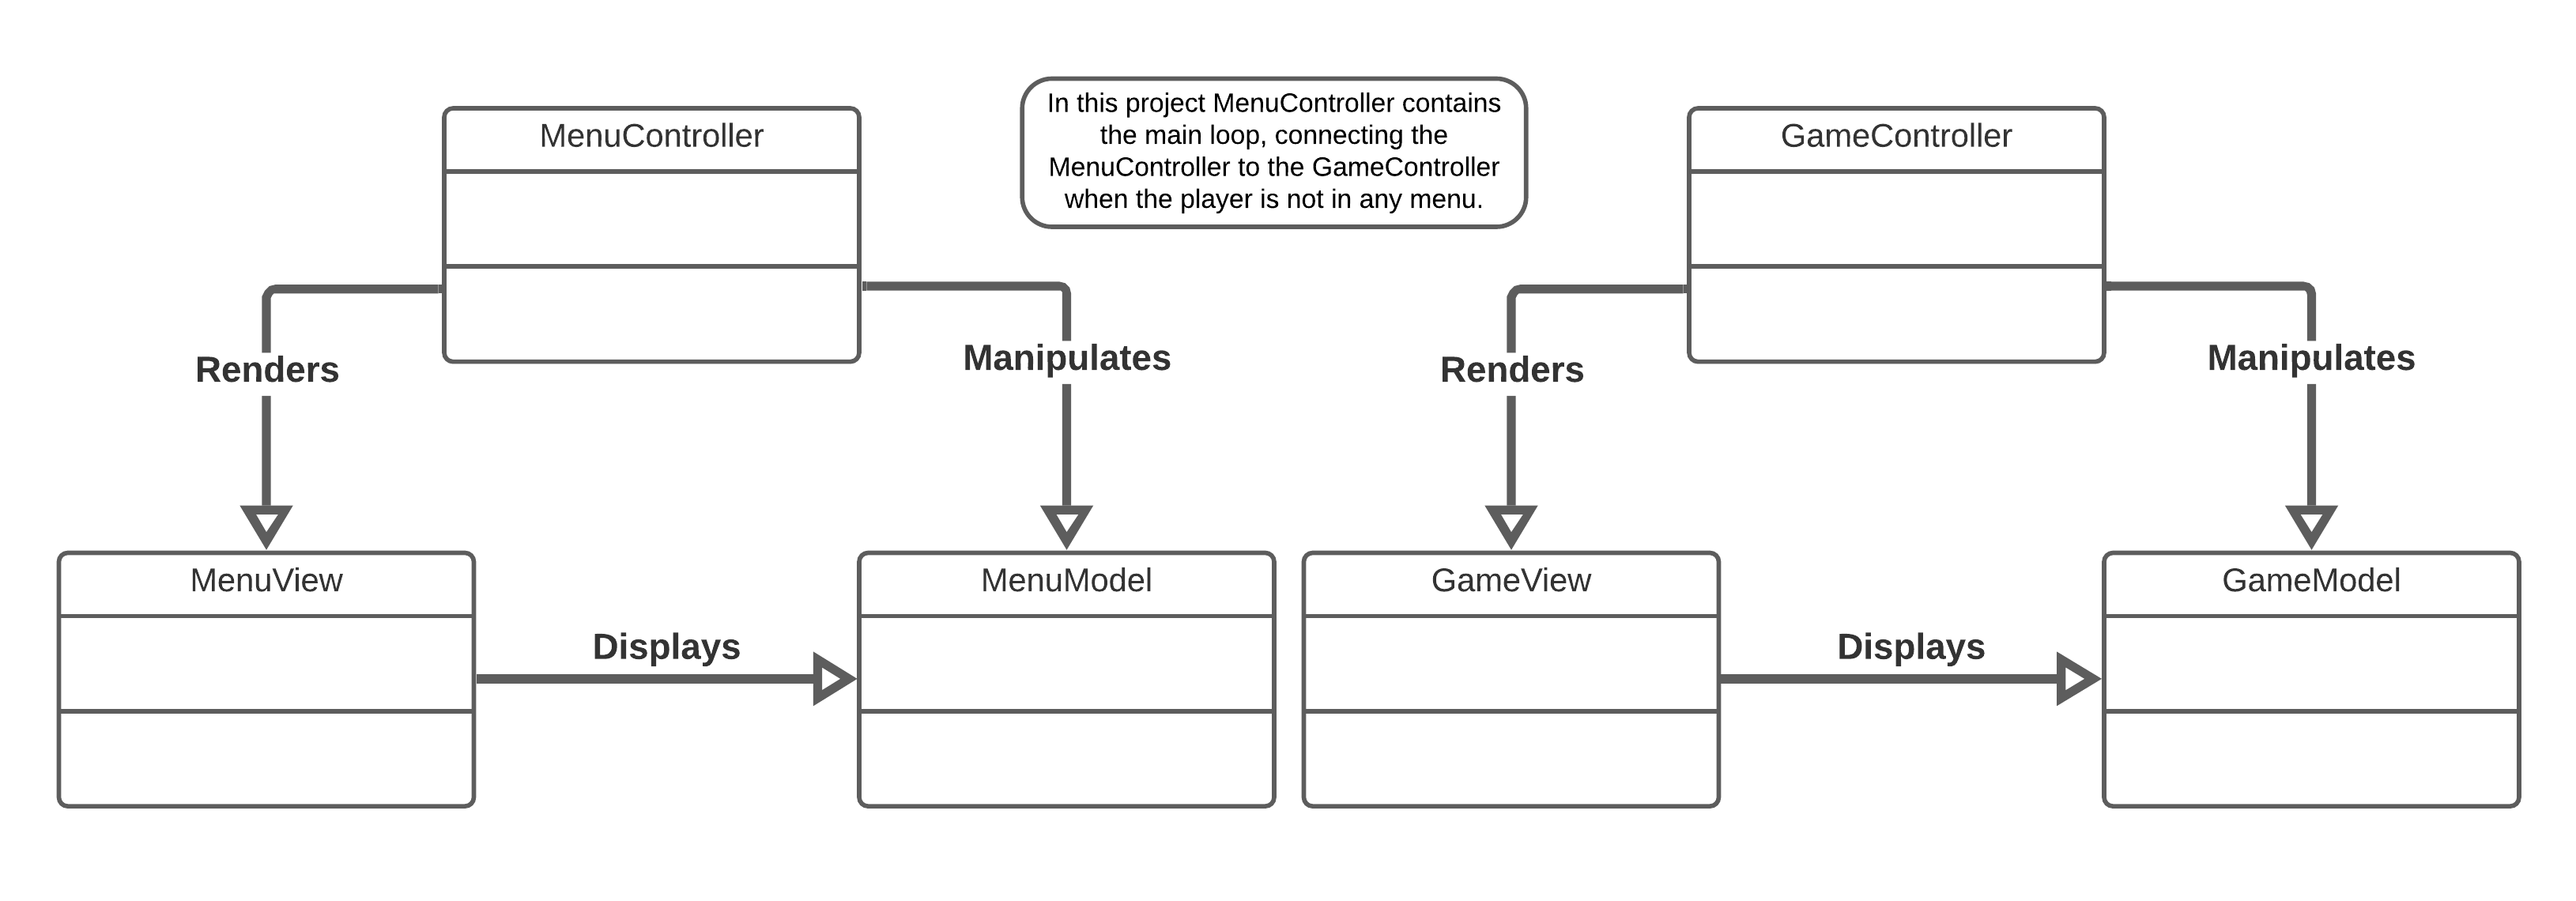 MenuController
In this project MenuController contains
the main loop, connecting the
MenuController to the GameController
when the player is not in any menu.
GameController
Renders
Manipulates
Renders
Manipulates
MenuView
MenuModel
GameView
GameModel
Displays
Displays